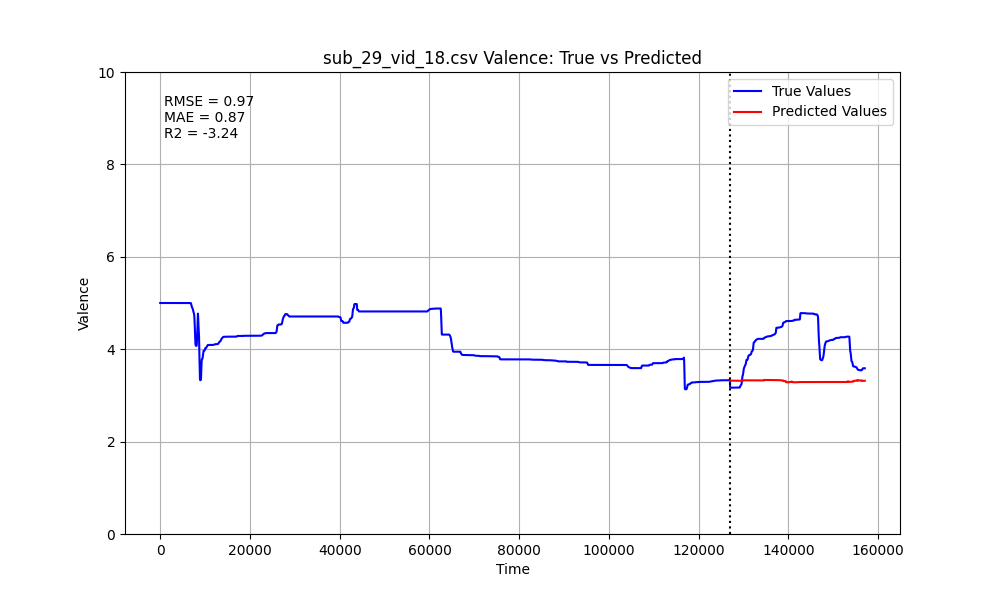 sub_29_vid_18.csv Valence: True vs Predicted
RMSE = 0.97
MAE = 0.87
R2 = -3.24
True Values
Predicted Values
10
8
6
4
2
0
Valence
0
20000
40000
60000
80000
100000
120000
140000
160000
Time